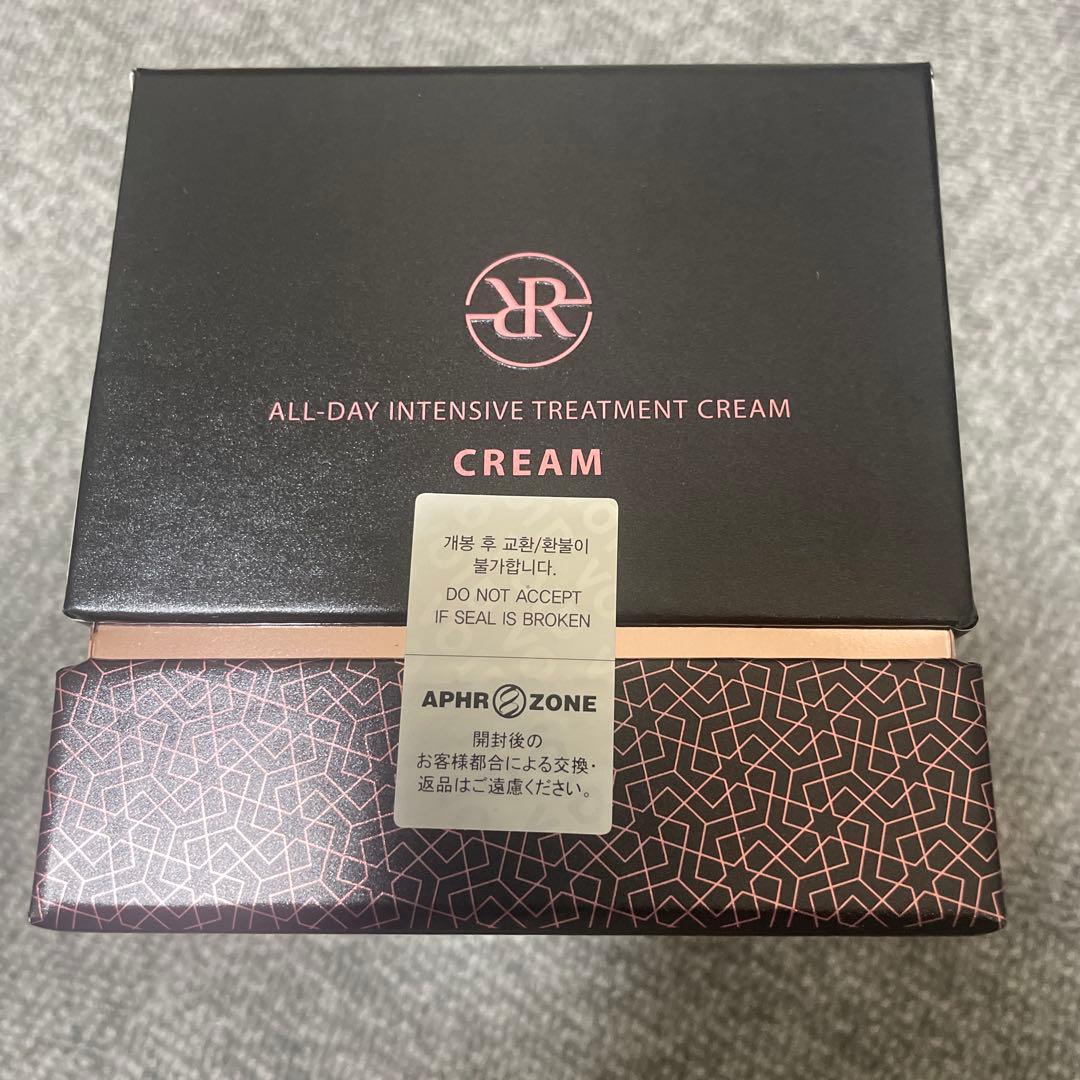 RR
ALL-DAY INTENSIVE TREATMENT CREAM
CREAM
개봉 후 교환/환불이
불가합니다.
DO NOT ACCEPT
IF SEAL IS BROKEN
APHROZONE
開封後の
お客様都合による交換・
返品はご遠慮ください。